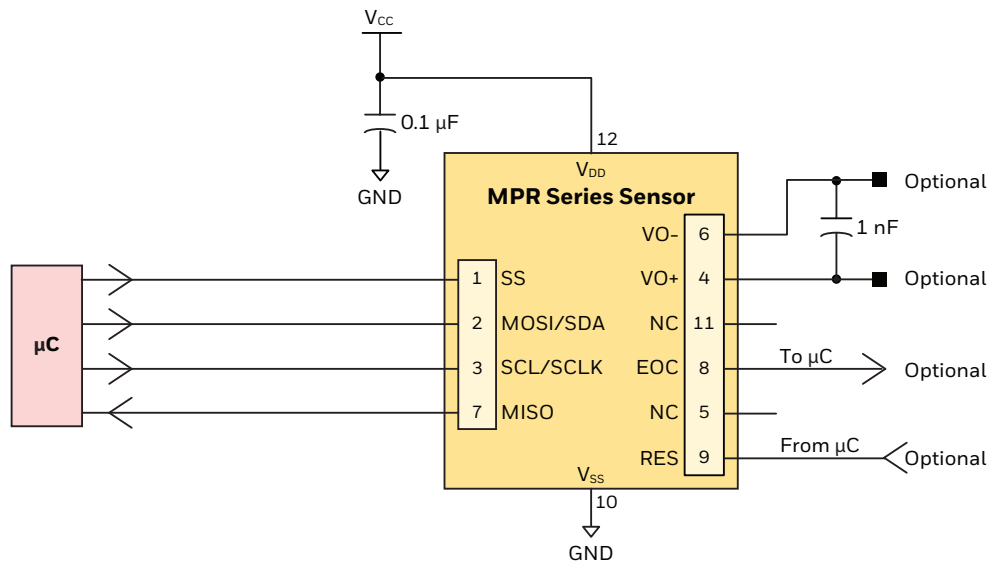 VCC
0.1 µF
GND
12
VDD
MPR Series Sensor
µC
1 SS
2 MOSI/SDA
3 SCL/SCLK
7 MISO
VO- 6
VO+ 4
NC 11
EOC 8
NC 5
RES 9
Optional
1 nF
Optional
To µC
Optional
From µC
Optional
VSS
10
GND